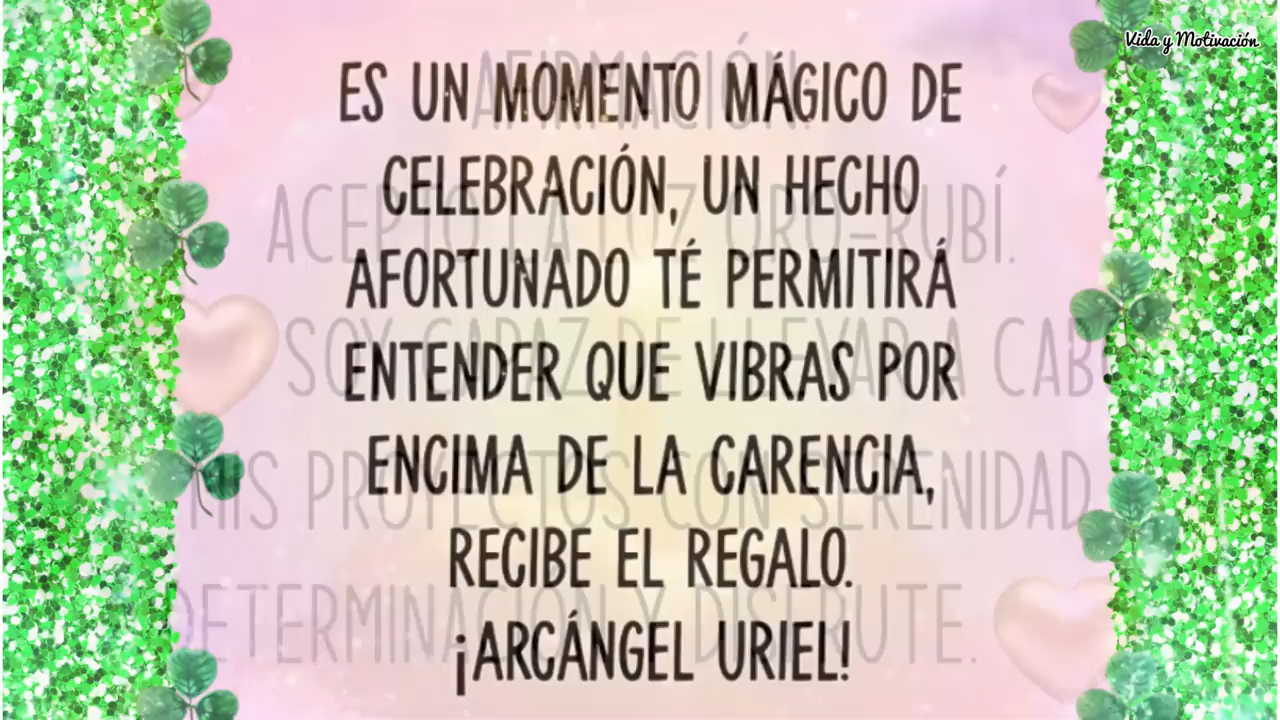 Vida y Motivación
ES UN MOMENTO MÁGICO DE
CELEBRACIÓN, UN HECHO
AFORTUNADO TÉ PERMITIRÁ
ENTENDER QUE VIBRAS POR
ENCIMA DE LA CARENCIA,
RECIBE EL REGALO.
¡ARCÁNGEL URIEL!
AFIRMACIÓN:
ACEPTO LA LUZ ORO-RUBÍ.
SOY CAPAZ DE LLEVAR A CABO
MIS PROYECTOS CON SERENIDAD
DETERMINACIÓN Y DISFRUTE.